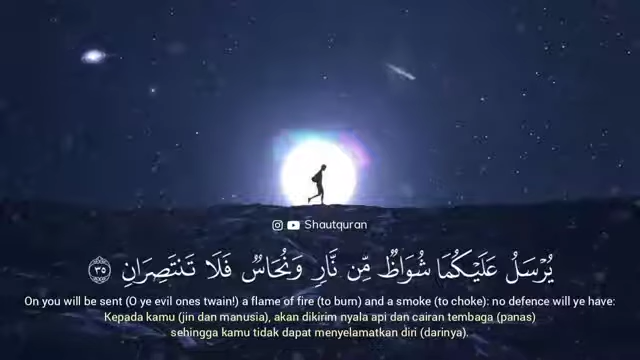 Shautquran
يُرْسَلُ عَلَيْكُمَا شُوَاظٌ مِّن نَّارٍ وَنُحَاسٌ فَلَا تَنتَصِرَانِ ٣٥
On you will be sent (O ye evil ones twain!) a flame of fire (to burn) and a smoke (to choke): no defence will ye have:
Kepada kamu (jin dan manusia), akan dikirim nyala api dan cairan tembaga (panas)
sehingga kamu tidak dapat menyelamatkan diri (darinya).